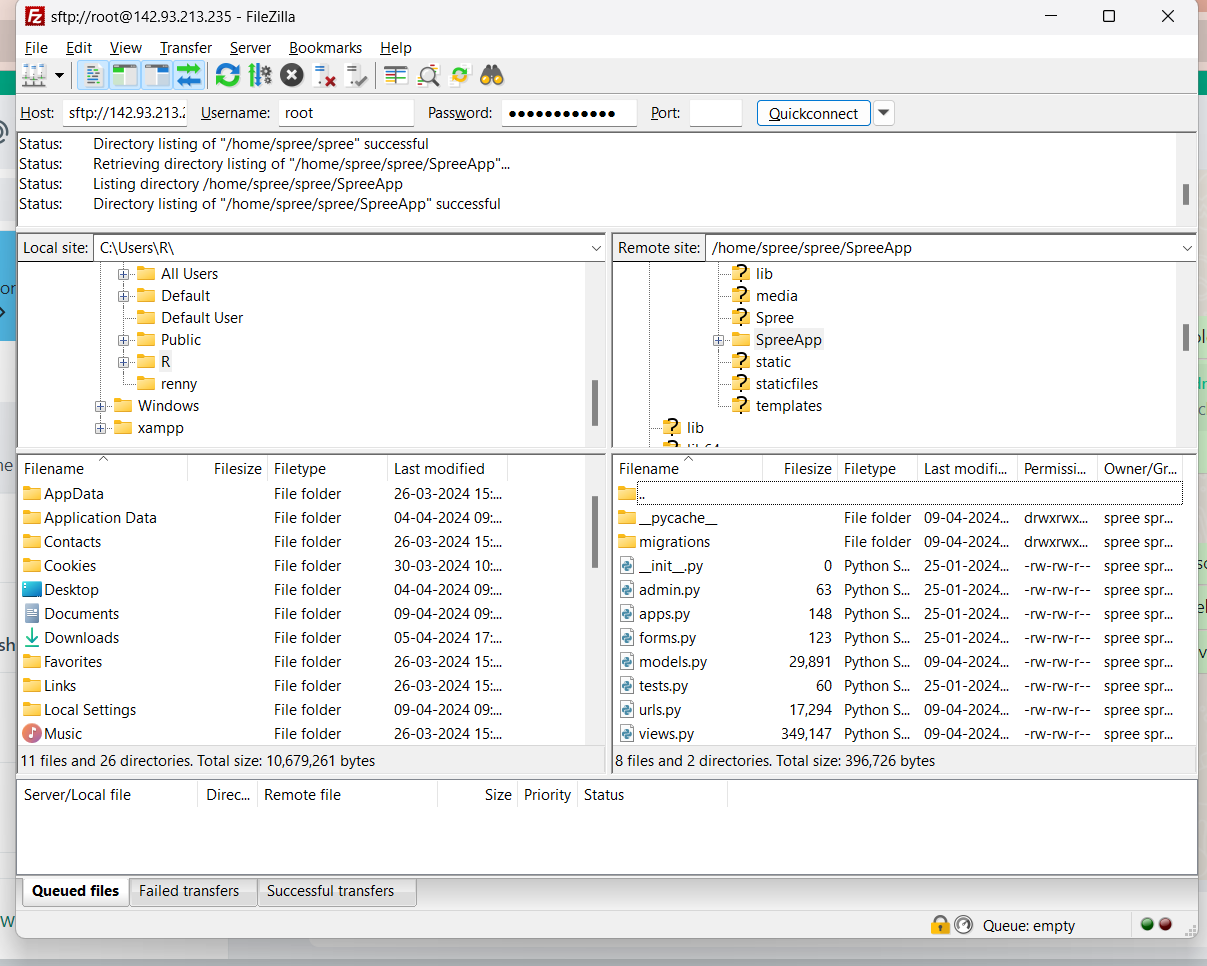 sftp://root@142.93.213.235 - FileZilla
File Edit View Transfer Server Bookmarks Help
Host: sftp://142.93.213.2 Username: root Password: ●●●●●●●●●●●● Port: Quickconnect
Status: Directory listing of "/home/spree/spree" successful
Status: Retrieving directory listing of "/home/spree/spree/SpreeApp"...
Status: Listing directory /home/spree/spree/SpreeApp
Status: Directory listing of "/home/spree/spree/SpreeApp" successful
Local site: C:\Users\R\
All Users
Default
Default User
Public
R
renny
Windows
xampp
Filename Filesize Filetype Last modified
AppData File folder 26-03-2024 15:...
Application Data File folder 04-04-2024 09:...
Contacts File folder 26-03-2024 15:...
Cookies File folder 30-03-2024 10:...
Desktop File folder 04-04-2024 09:...
Documents File folder 09-04-2024 09:...
Downloads File folder 05-04-2024 17:...
Favorites File folder 26-03-2024 15:...
Links File folder 26-03-2024 15:...
Local Settings File folder 09-04-2024 09:...
Music File folder 26-03-2024 15:...
11 files and 26 directories. Total size: 10,679,261 bytes
Remote site: /home/spree/spree/SpreeApp
lib
media
Spree
SpreeApp
static
staticfiles
templates
lib
Filename Filesize Filetype Last modifi... Permissi... Owner/Gr...
..
__pycache__ File folder 09-04-2024... drwxrwx... spree spr...
migrations File folder 09-04-2024... drwxrwx... spree spr...
__init__.py 0 Python S... 25-01-2024... -rw-rw-r-- spree spr...
admin.py 63 Python S... 25-01-2024... -rw-rw-r-- spree spr...
apps.py 148 Python S... 25-01-2024... -rw-rw-r-- spree spr...
forms.py 123 Python S... 25-01-2024... -rw-rw-r-- spree spr...
models.py 29,891 Python S... 09-04-2024... -rw-rw-r-- spree spr...
tests.py 60 Python S... 25-01-2024... -rw-rw-r-- spree spr...
urls.py 17,294 Python S... 09-04-2024... -rw-rw-r-- spree spr...
views.py 349,147 Python S... 09-04-2024... -rw-rw-r-- spree spr...
8 files and 2 directories. Total size: 396,726 bytes
Server/Local file Direc... Remote file Size Priority Status
Queued files Failed transfers Successful transfers
Queue: empty